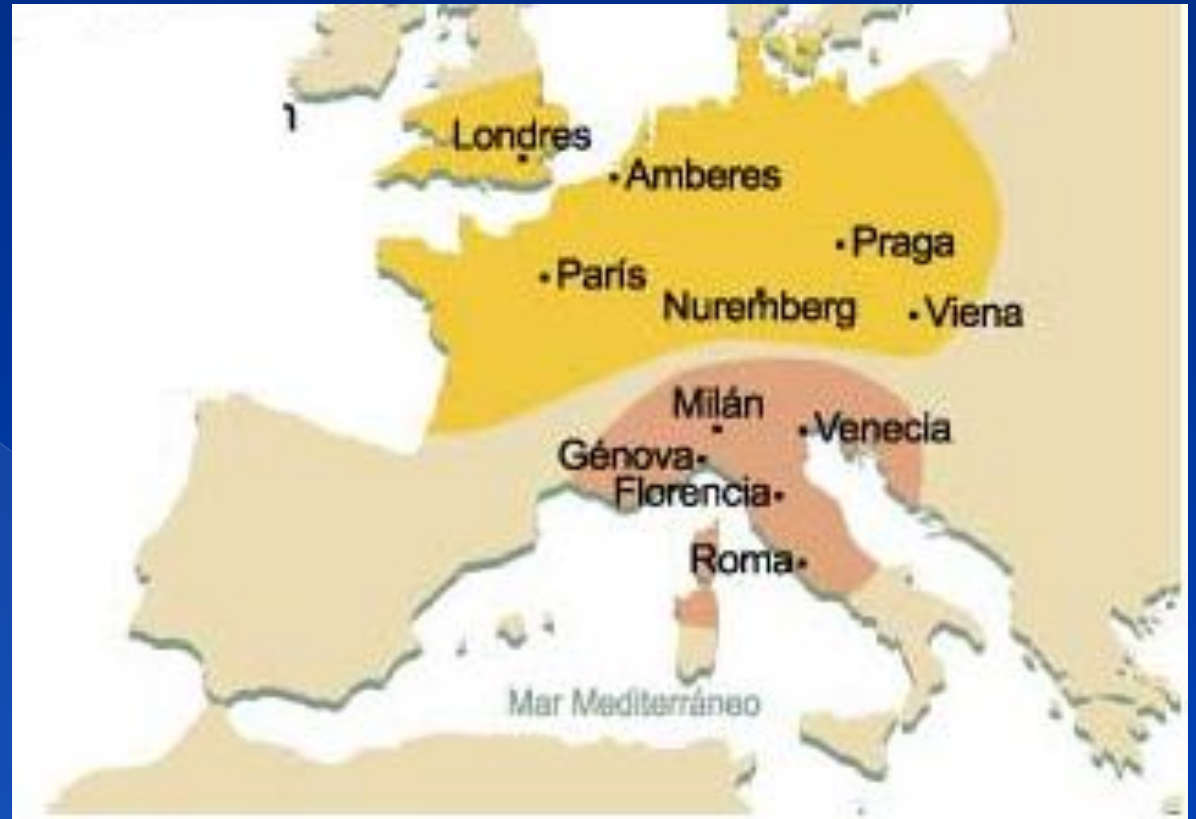 Londres
Amberes
Praga
París
Nuremberg
Viena
Milán
Venecia
Génova
Florencia
Roma
Mar Mediterráneo